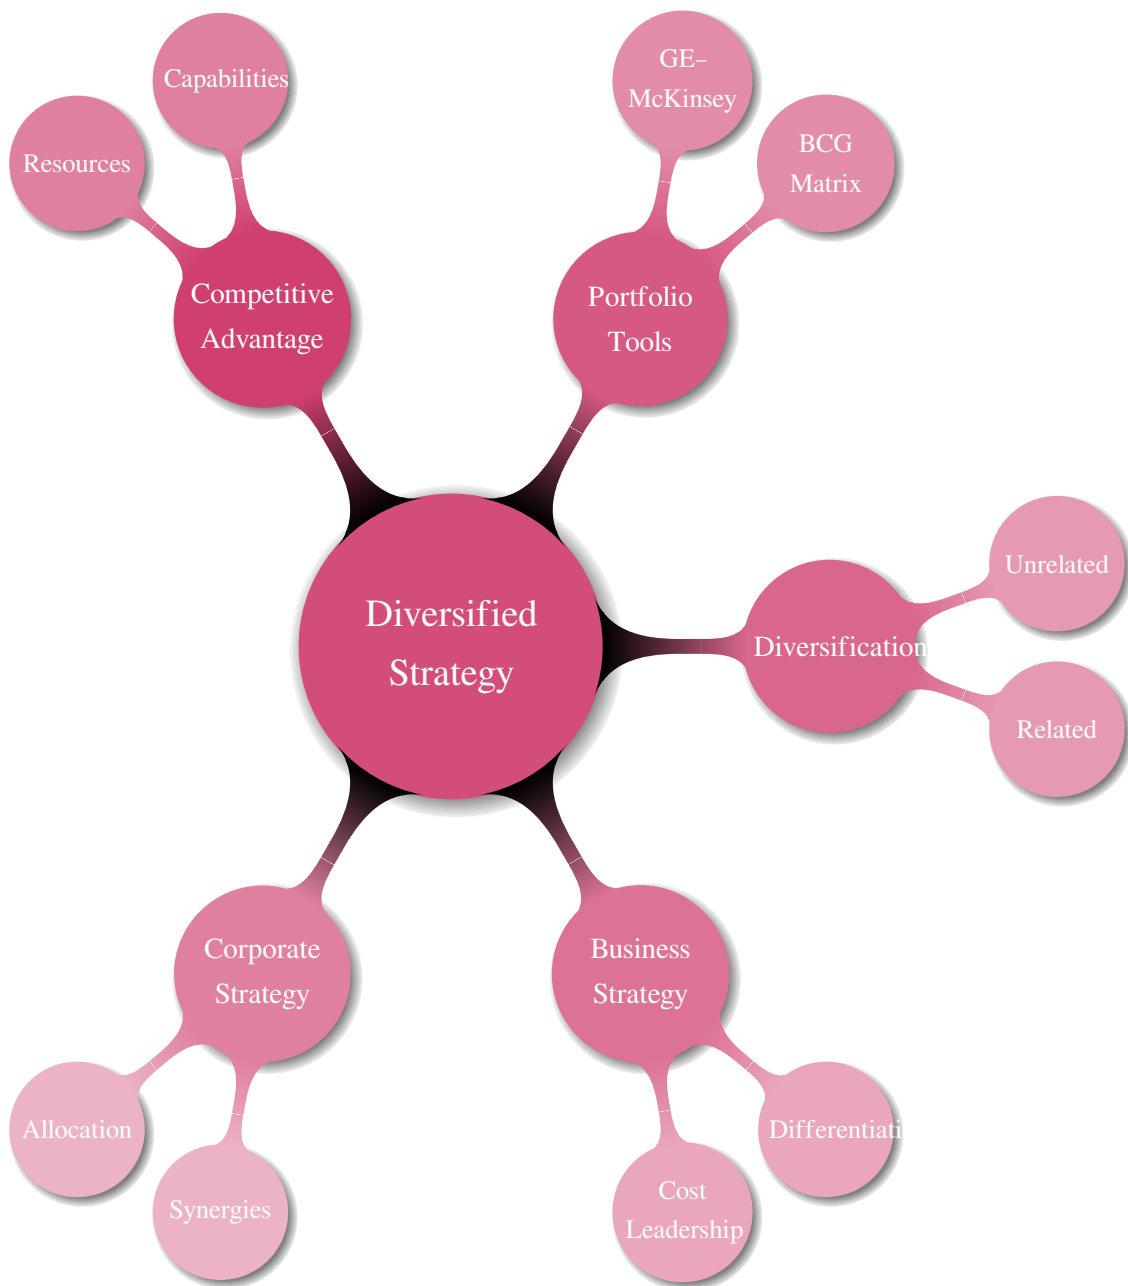 Capabilities
Resources
Competitive
Advantage
GE–
McKinsey
BCG
Matrix
Portfolio
Tools
Diversified
Strategy
Unrelated
Diversification
Related
Corporate
Strategy
Allocation
Synergies
Business
Strategy
Differentiati
Cost
Leadership